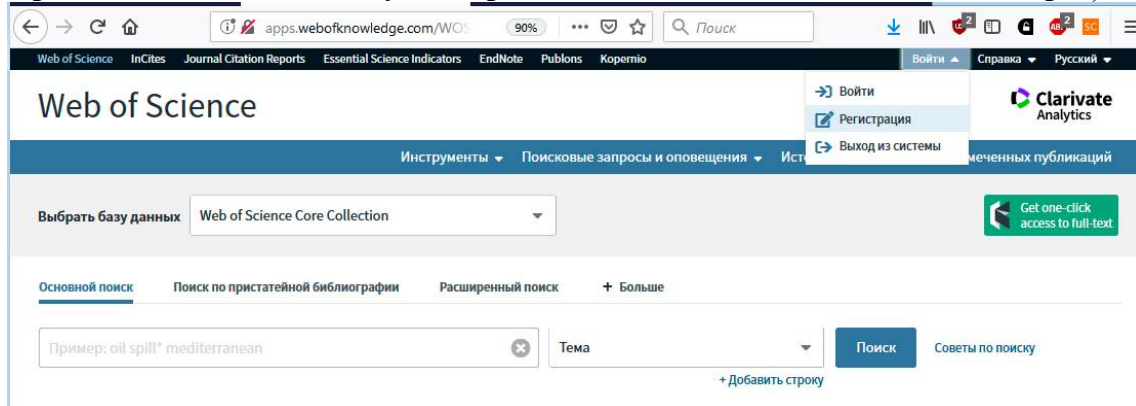 apps.webofknowledge.com/WOS 90% Поиск 2 2 SC
Web of Science InCites Journal Citation Reports Essential Science Indicators EndNote Publons Kopernio Войти Справка Русский
Войти
Web of Science Clarivate
Analytics
Регистрация
Выход из системы
Инструменты Поисковые запросы и оповещения Ист меченных публикаций
Выбрать базу данных Web of Science Core Collection Get one-click
access to full-text
Основной поиск Поиск по пристатейной библиографии Расширенный поиск + Больше
Пример: oil spill* mediterranean Тема Поиск Советы по поиску
+ Добавить строку